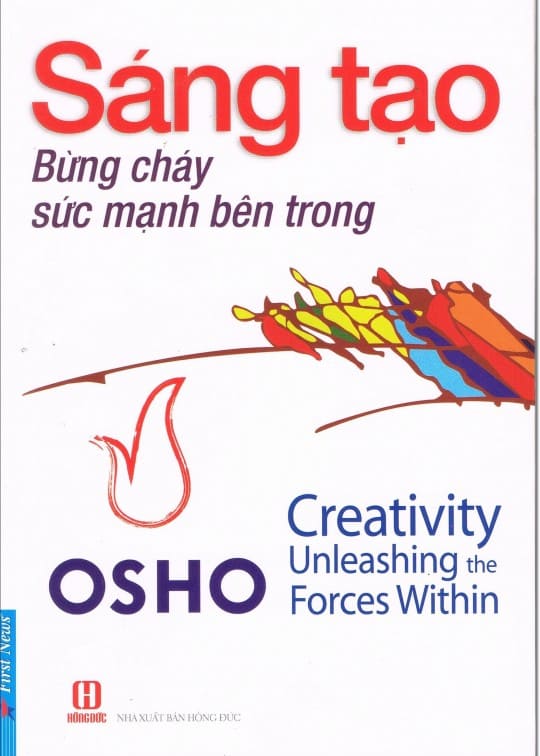 Sáng tạo
Bừng cháy
sức mạnh bên trong
Creativity
Unleashing the
Forces Within
OSHO
First News
H
HỒNG ĐỨC
NHÀ XUẤT BẢN HỒNG ĐỨC